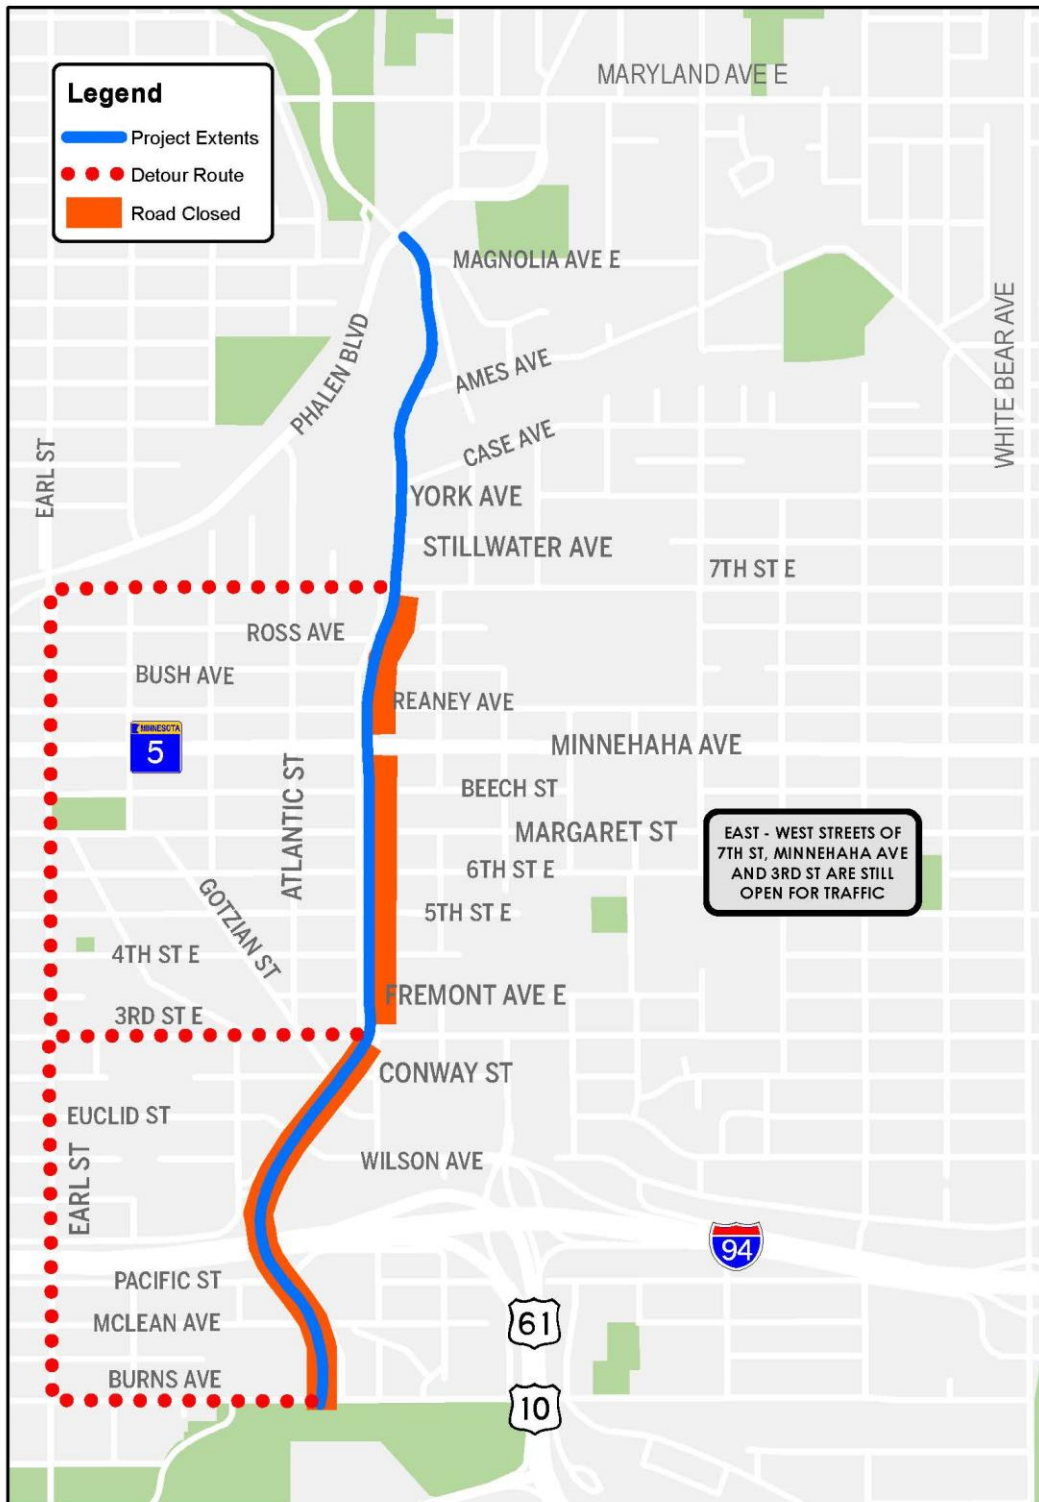 MARYLAND AVE E
Legend
Project Extents
Detour Route
Road Closed
MAGNOLIA AVE E
WHITE BEAR AVE
PHALEN BLVD
AMES AVE
EARL ST
CASE AVE
YORK AVE
STILLWATER AVE
7TH ST E
ROSS AVE
BUSH AVE
REANEY AVE
MINNESOTA
5
MINNEHAHA AVE
ATLANTIC ST
BEECH ST
MARGARET ST
EAST - WEST STREETS OF
7TH ST, MINNEHAHA AVE
AND 3RD ST ARE STILL
OPEN FOR TRAFFIC
6TH ST E
GOTZIAN ST
5TH ST E
4TH ST E
FREMONT AVE E
3RD ST E
CONWAY ST
EUCLID ST
WILSON AVE
EARL ST
94
PACIFIC ST
MCLEAN AVE
61
BURNS AVE
10